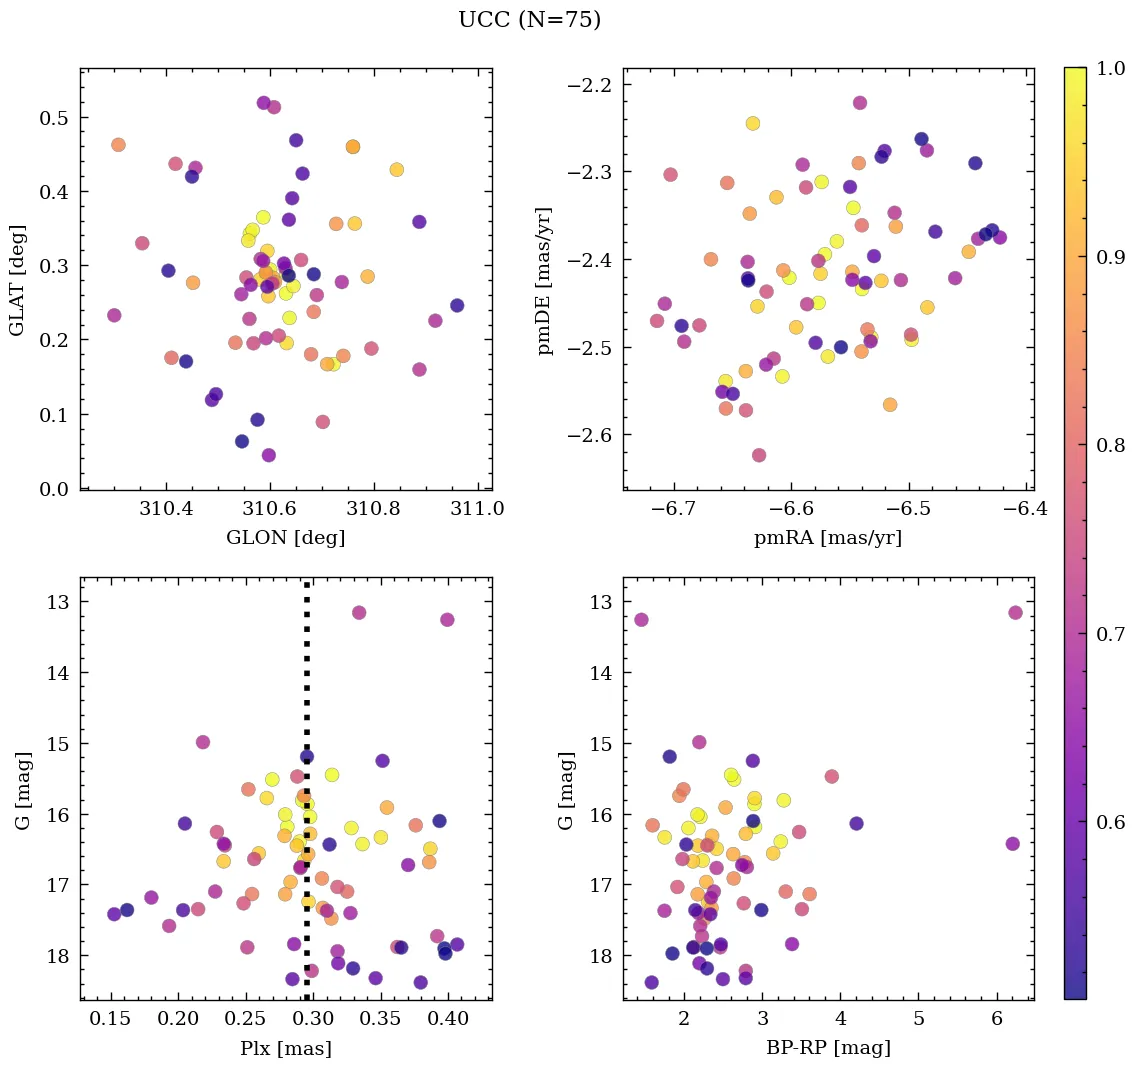 UCC (N=75)
0.5
0.4
0.3
0.2
0.1
0.0
GLAT [deg]
310.4 310.6 310.8 311.0
GLON [deg]
−2.2
−2.3
−2.4
−2.5
−2.6
pmDE [mas/yr]
−6.7 −6.6 −6.5 −6.4
pmRA [mas/yr]
13
14
15
16
17
18
G [mag]
0.15 0.20 0.25 0.30 0.35 0.40
Plx [mas]
13
14
15
16
17
18
G [mag]
2 3 4 5 6
BP-RP [mag]
1.0
0.9
0.8
0.7
0.6